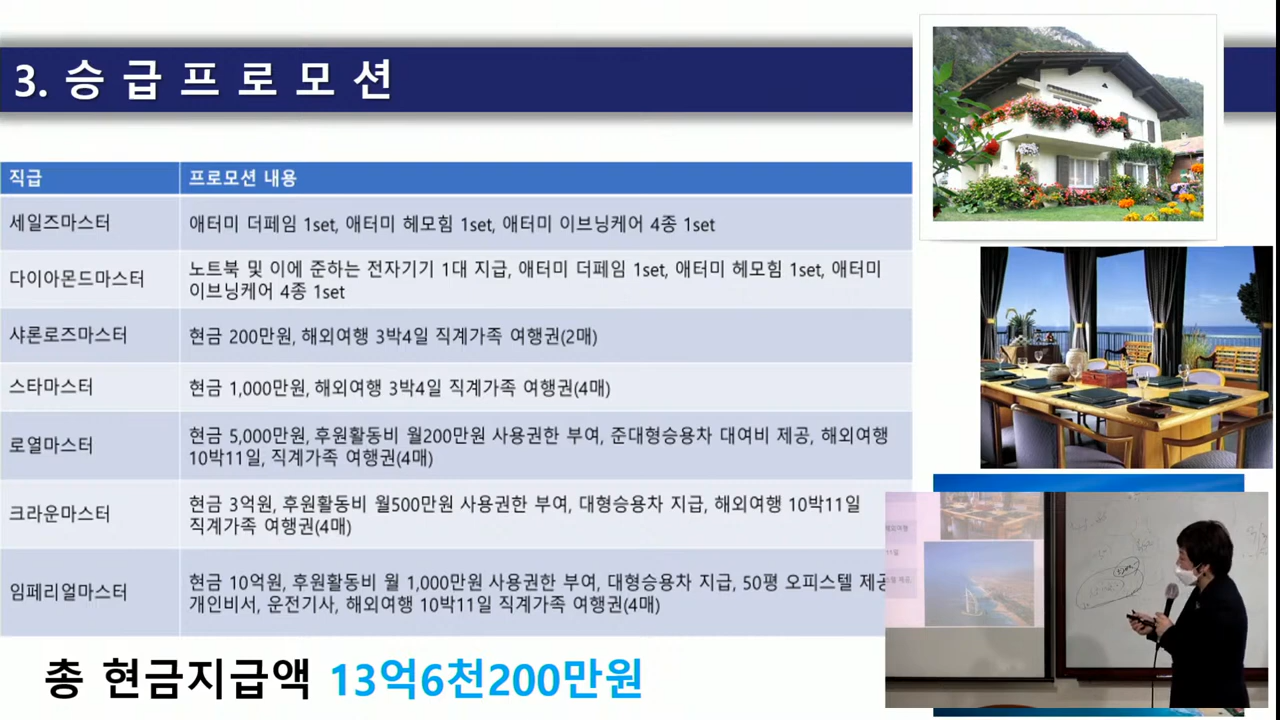 3. 승 급 프 로 모 션
직급 프로모션 내용
세일즈마스터 애터미 더페임 1set, 애터미 헤모힘 1set, 애터미 이브닝케어 4종 1set
다이아몬드마스터 노트북 및 이에 준하는 전자기기 1대 지급, 애터미 더페임 1set, 애터미 헤모힘 1set, 애터미
이브닝케어 4종 1set
샤론로즈마스터 현금 200만원, 해외여행 3박4일 직계가족 여행권(2매)
스타마스터 현금 1,000만원, 해외여행 3박4일 직계가족 여행권(4매)
로열마스터 현금 5,000만원, 후원활동비 월200만원 사용권한 부여, 준대형승용차 대여비 제공, 해외여행
10박11일, 직계가족 여행권(4매)
크라운마스터 현금 3억원, 후원활동비 월500만원 사용권한 부여, 대형승용차 지급, 해외여행 10박11일
직계가족 여행권(4매)
임페리얼마스터 현금 10억원, 후원활동비 월 1,000만원 사용권한 부여, 대형승용차 지급, 50평 오피스텔 제공
개인비서, 운전기사, 해외여행 10박11일 직계가족 여행권(4매)
총 현금지급액 13억6천200만원
해외여행
11일